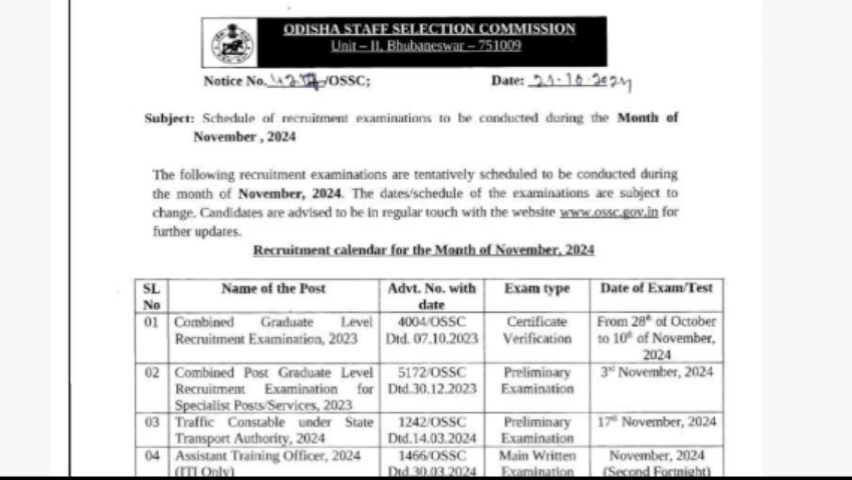 ODISHA STAFF SELECTION COMMISSION
Unit – II, Bhubaneswar – 751009
Notice No. /OSSC; Date: 21-10-2024
Subject: Schedule of recruitment examinations to be conducted during the Month of
November , 2024
The following recruitment examinations are tentatively scheduled to be conducted during
the month of November, 2024. The dates/schedule of the examinations are subject to
change. Candidates are advised to be in regular touch with the website www.ossc.gov.in for
further updates.
Recruitment calendar for the Month of November, 2024
SL No Name of the Post Advt. No. with date Exam type Date of Exam/Test
01 Combined Graduate Level Recruitment Examination, 2023 4004/OSSC Dtd. 07.10.2023 Certificate Verification From 28th of October to 10th of November, 2024
02 Combined Post Graduate Level Recruitment Examination for Specialist Posts/Services, 2023 5172/OSSC Dtd.30.12.2023 Preliminary Examination 3rd November, 2024
03 Traffic Constable under State Transport Authority, 2024 1242/OSSC Dtd.14.03.2024 Preliminary Examination 17th November, 2024
04 Assistant Training Officer, 2024 (ITI Only) 1466/OSSC Dtd.30.03.2024 Main Written Examination November, 2024 (Second Fortnight)